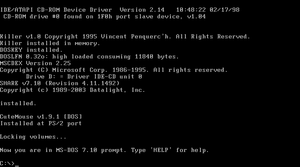 IDE/ATAPI CD-ROM Device Driver Version 2.14 10:48:22 02/17/98
CD-ROM drive #0 found on 1F0h port slave device, v1.04
Killer v1.0 Copyright 1995 Vincent Penquerc'h. All Rights Reserved.
Killer installed in memory.
DOSKEY installed.
DOSLFN 0.32o: high loaded consuming 11840 bytes.
MSCDEX Version 2.25
Copyright (C) Microsoft Corp. 1986-1995. All rights reserved.
Drive D: = Driver IDE-CD unit 0
SHARE v7.10 (Revision 4.11.1492)
Copyright (c) 1989-2003 Datalight, Inc.
installed.
CuteMouse v1.9.1 [DOS]
Installed at PS/2 port
Locking volumes...
Now you are in MS-DOS 7.10 prompt. Type 'HELP' for help.
C:\>